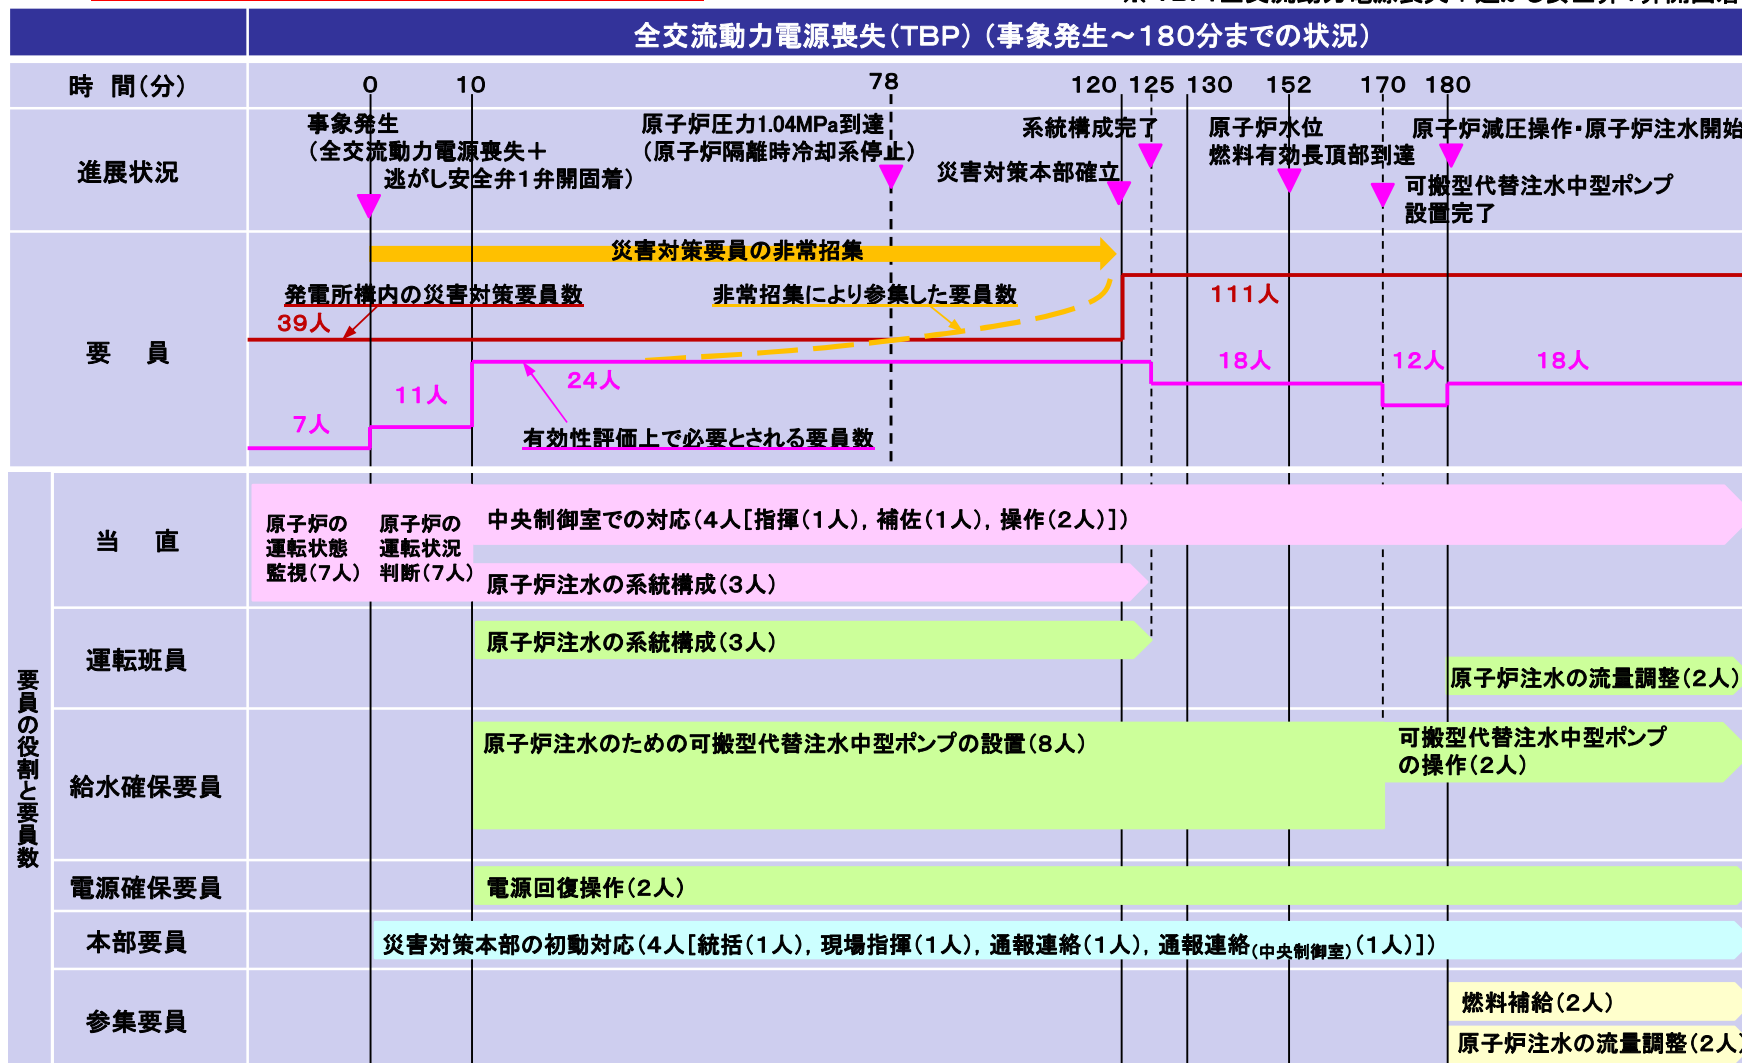 全交流動力電源喪失(TBP)（事象発生～180分までの状況）
時 間(分)
0
10
78
120
125
130
152
170
180
進展状況
事象発生
(全交流動力電源喪失＋
逃がし安全弁1弁開固着)
原子炉圧力1.04MPa到達
(原子炉隔離時冷却系停止)
系統構成完了
災害対策本部確立
原子炉水位
燃料有効長頂部到達
原子炉減圧操作・原子炉注水開始
可搬型代替注水中型ポンプ
設置完了
要 員
災害対策要員の非常招集
発電所構内の災害対策要員数
非常招集により参集した要員数
39人
111人
7人
11人
24人
18人
12人
18人
有効性評価上で必要とされる要員数
要員の役割と要員数
当 直
原子炉の
運転状態
監視(7人)
原子炉の
運転状況
判断(7人)
中央制御室での対応(4人[指揮(1人), 補佐(1人), 操作(2人)])
原子炉注水の系統構成(3人)
運転班員
原子炉注水の系統構成(3人)
原子炉注水の流量調整(2人)
給水確保要員
原子炉注水のための可搬型代替注水中型ポンプの設置(8人)
可搬型代替注水中型ポンプ
の操作(2人)
電源確保要員
電源回復操作(2人)
本部要員
災害対策本部の初動対応(4人[統括(1人), 現場指揮(1人), 通報連絡(1人), 通報連絡(中央制御室)(1人)])
参集要員
燃料補給(2人)
原子炉注水の流量調整(2人)